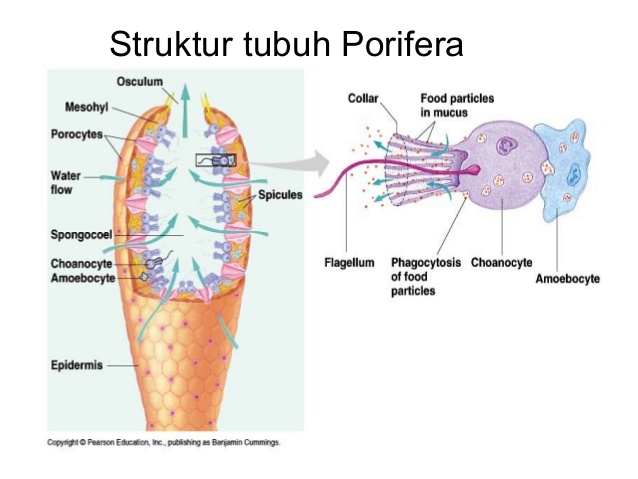 Struktur tubuh Porifera
Osculum
Mesohyl
Porocytes
Water
flow
Spicules
Spongocoel
Choanocyte
Amoebocyte
Epidermis
Collar
Food particles
in mucus
Flagellum
Phagocytosis
of food
particles
Choanocyte
Amoebocyte
Copyright © Pearson Education, Inc., publishing as Benjamin Cummings.